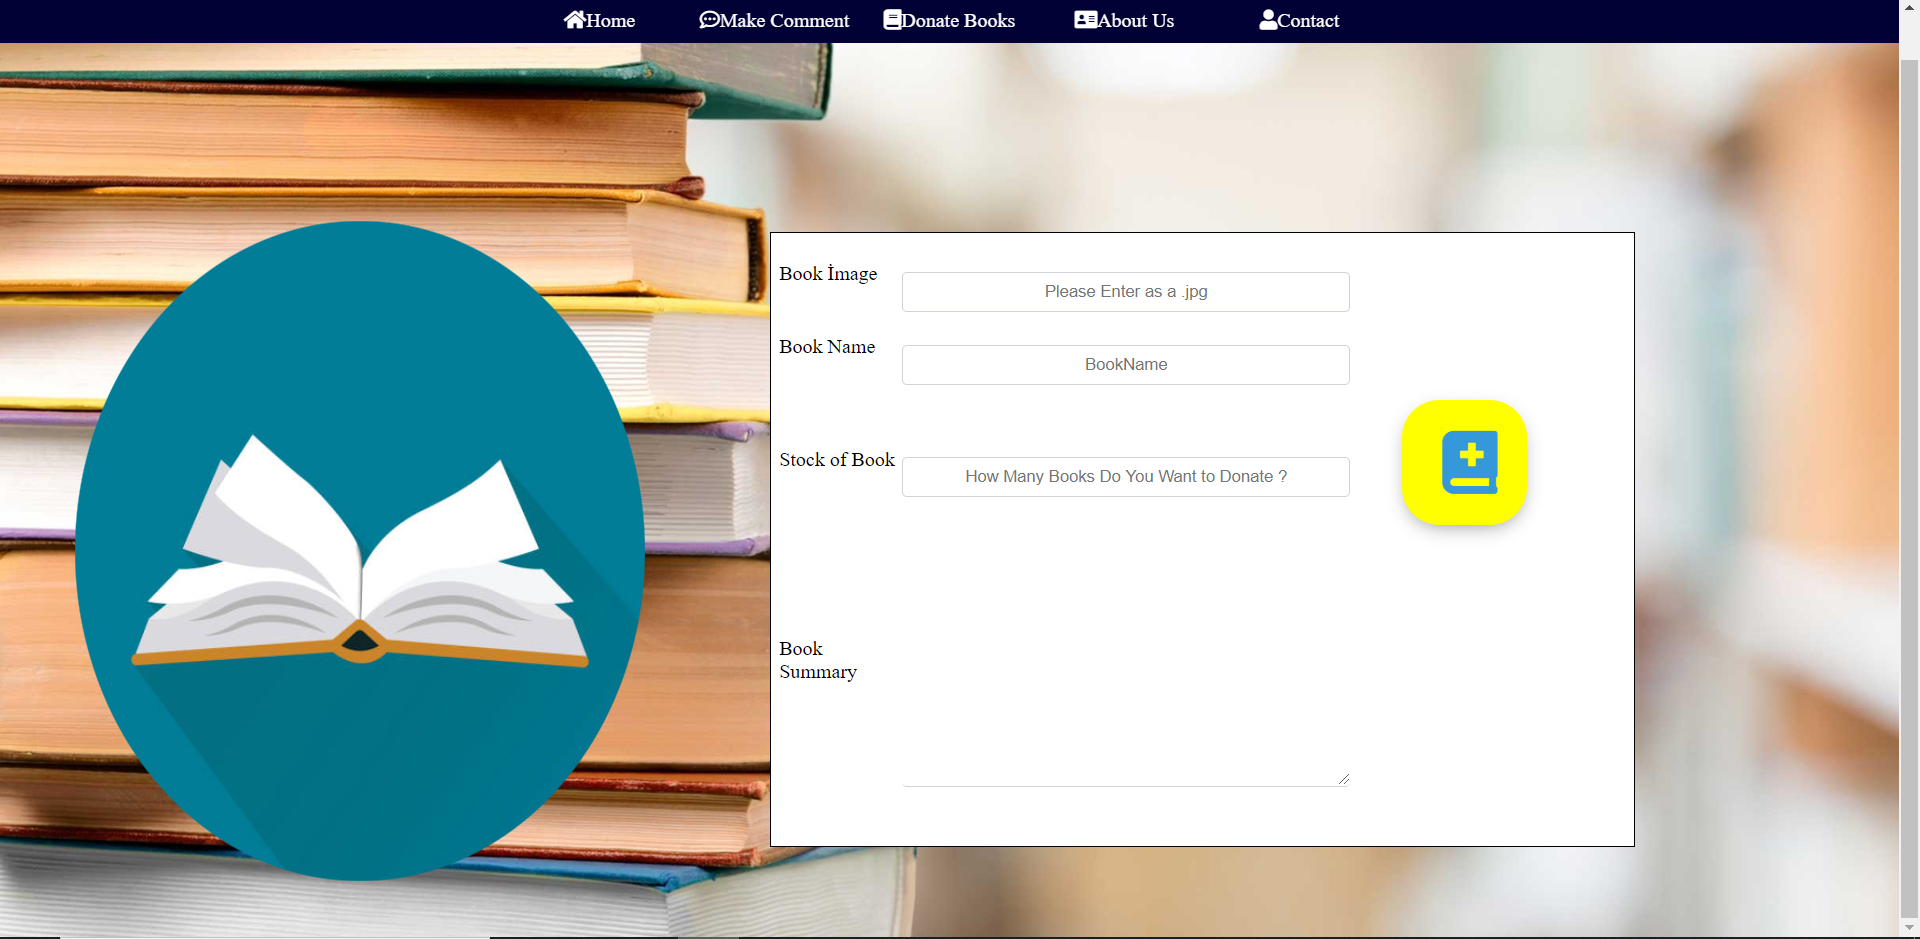 Home Make Comment Donate Books About Us Contact
Book İmage
Please Enter as a .jpg
Book Name
BookName
Stock of Book
How Many Books Do You Want to Donate ?
Book
Summary